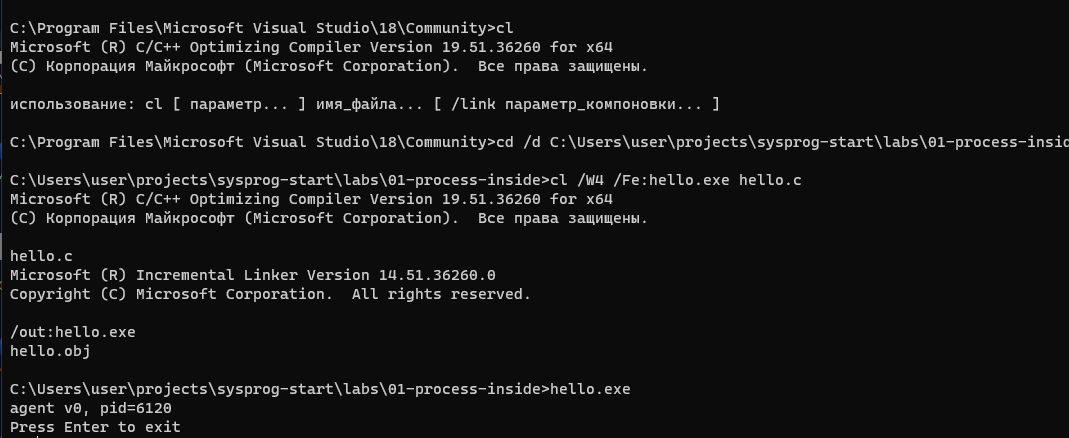 C:\Program Files\Microsoft Visual Studio\18\Community>cl
Microsoft (R) C/C++ Optimizing Compiler Version 19.51.36260 for x64
(C) Корпорация Майкрософт (Microsoft Corporation).  Все права защищены.
использование: cl [ параметр... ] имя_файла... [ /link параметр_компоновки... ]
C:\Program Files\Microsoft Visual Studio\18\Community>cd /d C:\Users\user\projects\sysprog-start\labs\01-process-insid
C:\Users\user\projects\sysprog-start\labs\01-process-inside>cl /W4 /Fe:hello.exe hello.c
Microsoft (R) C/C++ Optimizing Compiler Version 19.51.36260 for x64
(C) Корпорация Майкрософт (Microsoft Corporation).  Все права защищены.
hello.c
Microsoft (R) Incremental Linker Version 14.51.36260.0
Copyright (C) Microsoft Corporation.  All rights reserved.
/out:hello.exe
hello.obj
C:\Users\user\projects\sysprog-start\labs\01-process-inside>hello.exe
agent v0, pid=6120
Press Enter to exit